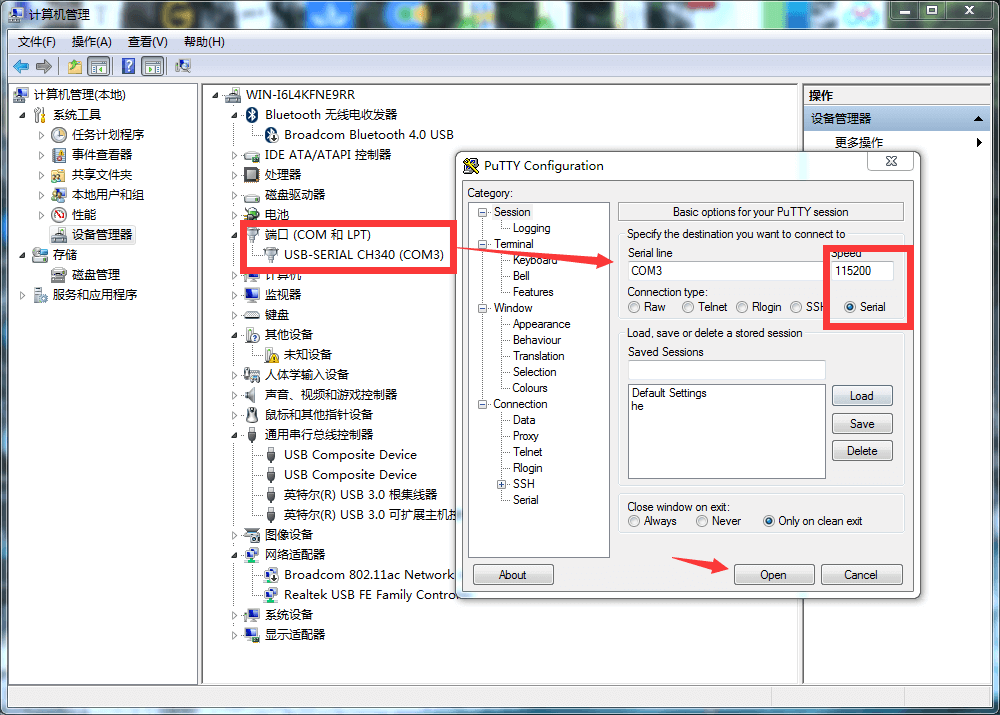 计算机管理
文件(F) 操作(A) 查看(V) 帮助(H)
计算机管理(本地)
系统工具
任务计划程序
事件查看器
共享文件夹
本地用户和组
性能
设备管理器
存储
磁盘管理
服务和应用程序
WIN-I6L4KFNE9RR
Bluetooth 无线电收发器
Broadcom Bluetooth 4.0 USB
IDE ATA/ATAPI 控制器
处理器
磁盘驱动器
电池
端口 (COM 和 LPT)
USB-SERIAL CH340 (COM3)
计算机
监视器
键盘
其他设备
未知设备
人体学输入设备
声音、视频和游戏控制器
鼠标和其他指针设备
通用串行总线控制器
USB Composite Device
USB Composite Device
英特尔(R) USB 3.0 根集线器
英特尔(R) USB 3.0 可扩展主机控
图像设备
网络适配器
Broadcom 802.11ac Network
Realtek USB FE Family Contro
系统设备
显示适配器
操作
设备管理器
更多操作
PuTTY Configuration
Category:
Session
Logging
Terminal
Keyboard
Bell
Features
Window
Appearance
Behaviour
Translation
Selection
Colours
Connection
Data
Proxy
Telnet
Rlogin
SSH
Serial
Basic options for your PuTTY session
Specify the destination you want to connect to
Serial line Speed
COM3 115200
Connection type:
Raw Telnet Rlogin SSH Serial
Load, save or delete a stored session
Saved Sessions
Default Settings
he
Load
Save
Delete
Close window on exit:
Always Never Only on clean exit
About Open Cancel